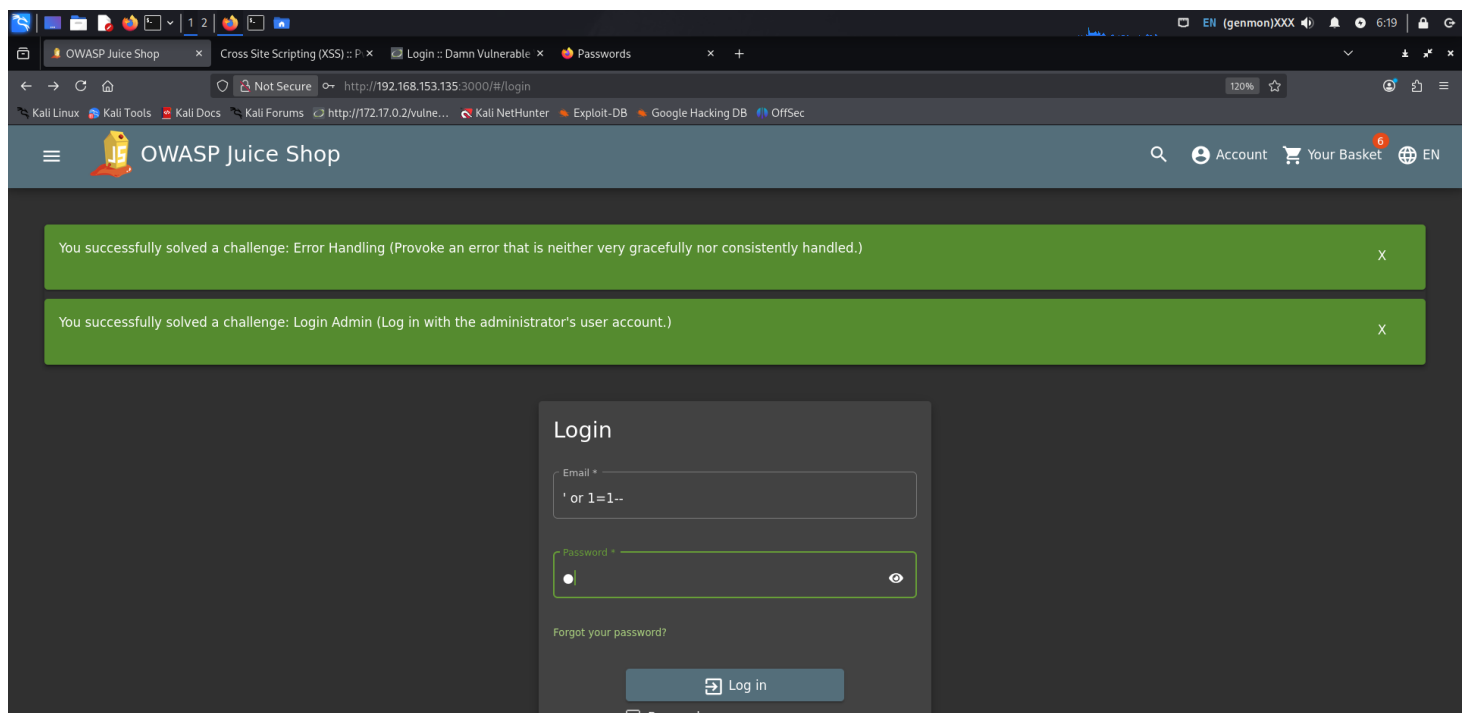 1 2
EN (genmon)XXX 6:19
OWASP Juice Shop × Cross Site Scripting (XSS) :: × Login :: Damn Vulnerable × Passwords × +
Not Secure http://192.168.153.135:3000/#/login 120%
Kali Linux Kali Tools Kali Docs Kali Forums http://172.17.0.2/vulne... Kali NetHunter Exploit-DB Google Hacking DB OffSec
OWASP Juice Shop Account Your Basket 6 EN
You successfully solved a challenge: Error Handling (Provoke an error that is neither very gracefully nor consistently handled.) X
You successfully solved a challenge: Login Admin (Log in with the administrator's user account.) X
Login
Email *
' or 1=1--
Password *
Forgot your password?
Log in